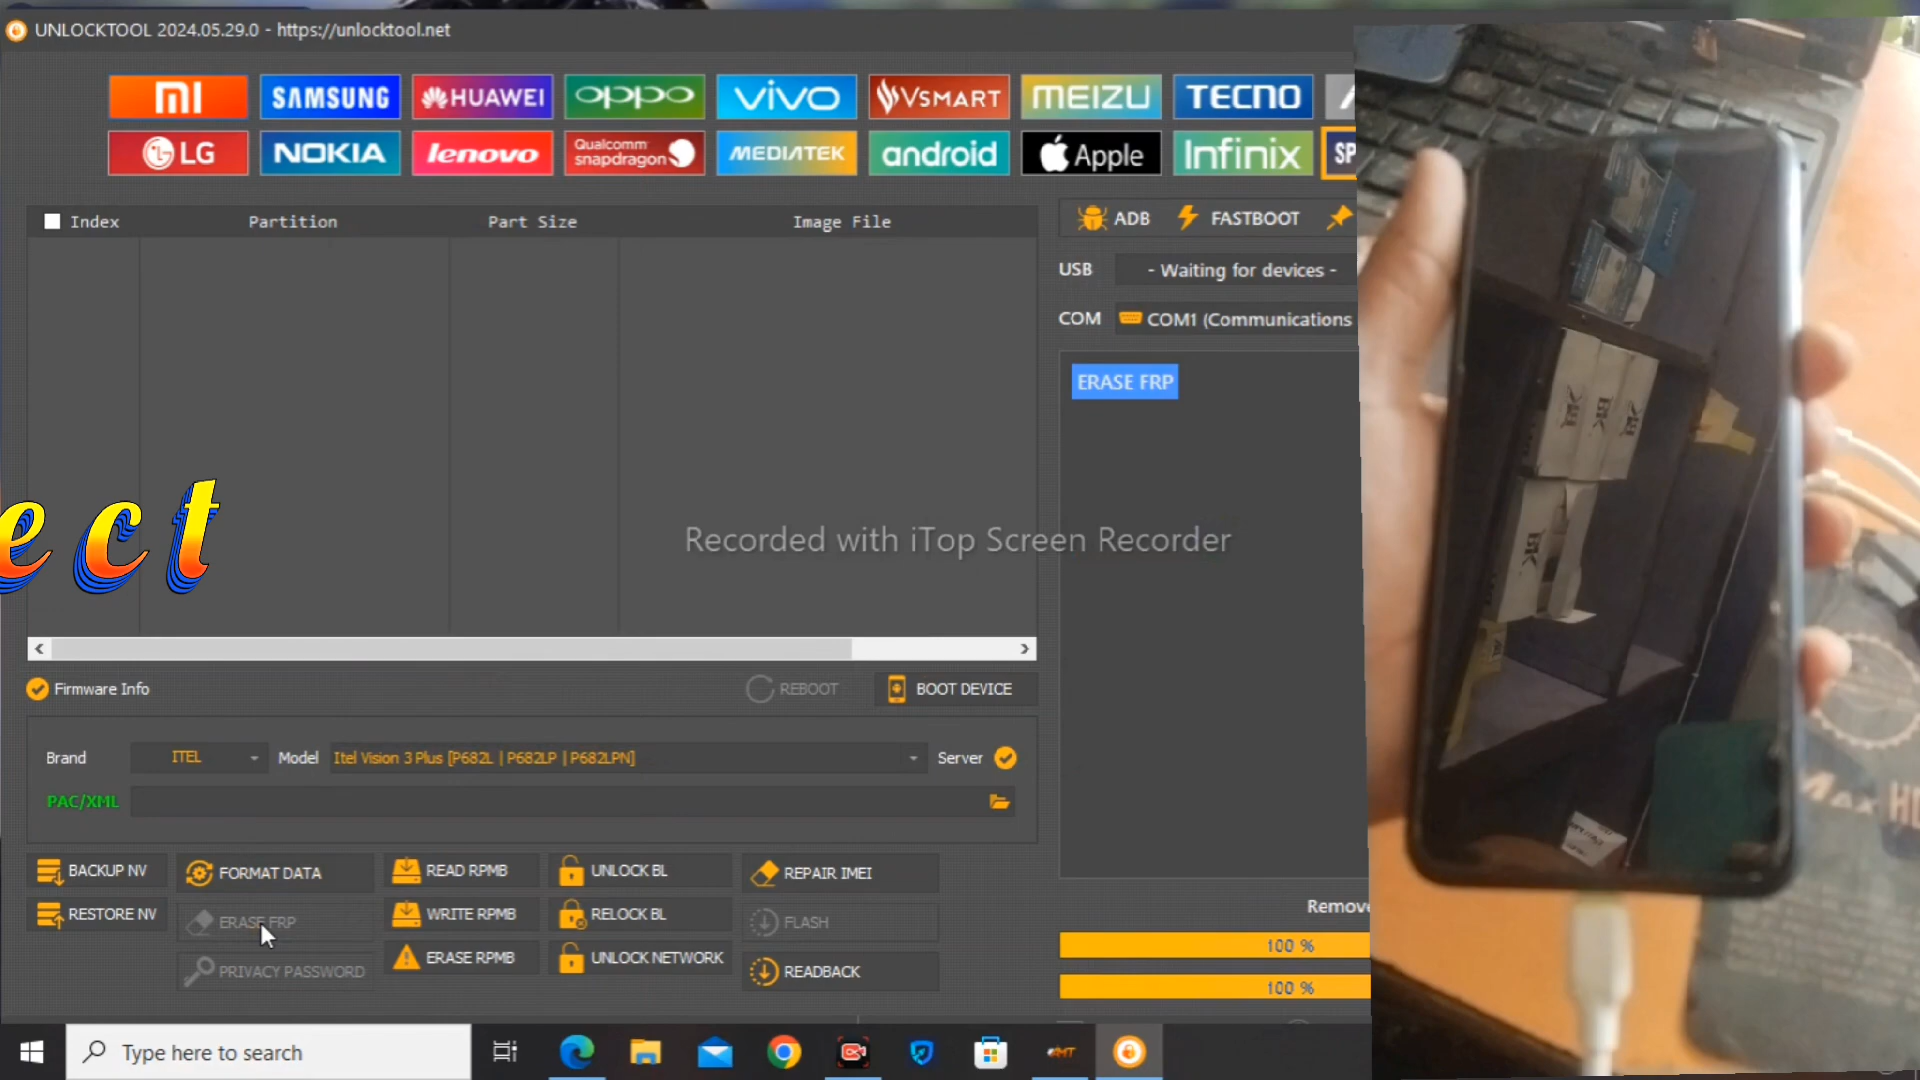 UNLOCKTOOL 2024.05.29.0 - https://unlocktool.net
mi SAMSUNG HUAWEI oppo vivo VSMART MEIZU TECNO
LG NOKIA lenovo Qualcomm snapdragon MEDIATEK android Apple Infinix SP
Index Partition Part Size Image File
ADB FASTBOOT
USB - Waiting for devices -
COM COM1 (Communications
ERASE FRP
ect
Recorded with iTop Screen Recorder
Firmware Info REBOOT BOOT DEVICE
Brand ITEL Model Itel Vision 3 Plus [P682L | P682LP | P682LPN] Server
PAC/XML
BACKUP NV FORMAT DATA READ RPMB UNLOCK BL REPAIR IMEI
RESTORE NV ERASE FRP WRITE RPMB RELOCK BL FLASH
PRIVACY PASSWORD ERASE RPMB UNLOCK NETWORK READBACK
Remove
100 %
100 %
Type here to search
Max HD